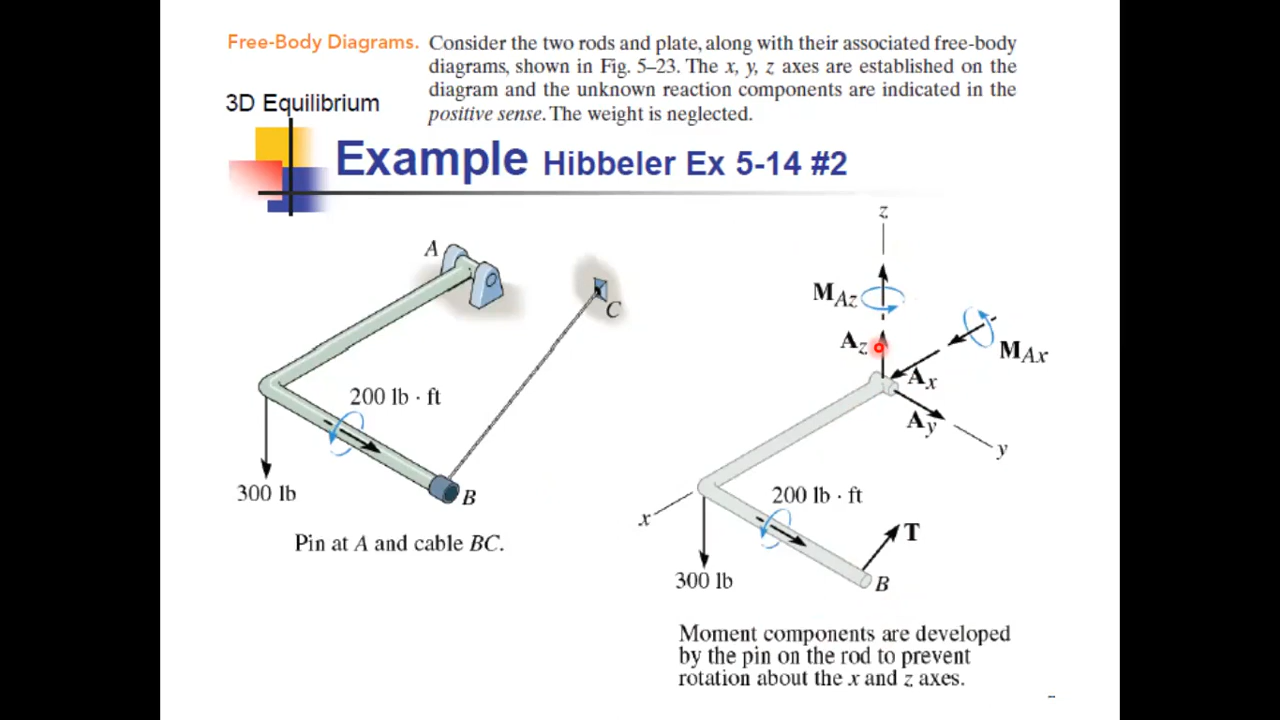 Free-Body Diagrams. Consider the two rods and plate, along with their associated free-body
diagrams, shown in Fig. 5–23. The x, y, z axes are established on the
diagram and the unknown reaction components are indicated in the
positive sense. The weight is neglected.
3D Equilibrium
Example Hibbeler Ex 5-14 #2
A
C
200 lb · ft
300 lb
B
Pin at A and cable BC.
z
MAz
Az
MAx
Ax
Ay
y
x
200 lb · ft
T
300 lb
B
Moment components are developed
by the pin on the rod to prevent
rotation about the x and z axes.